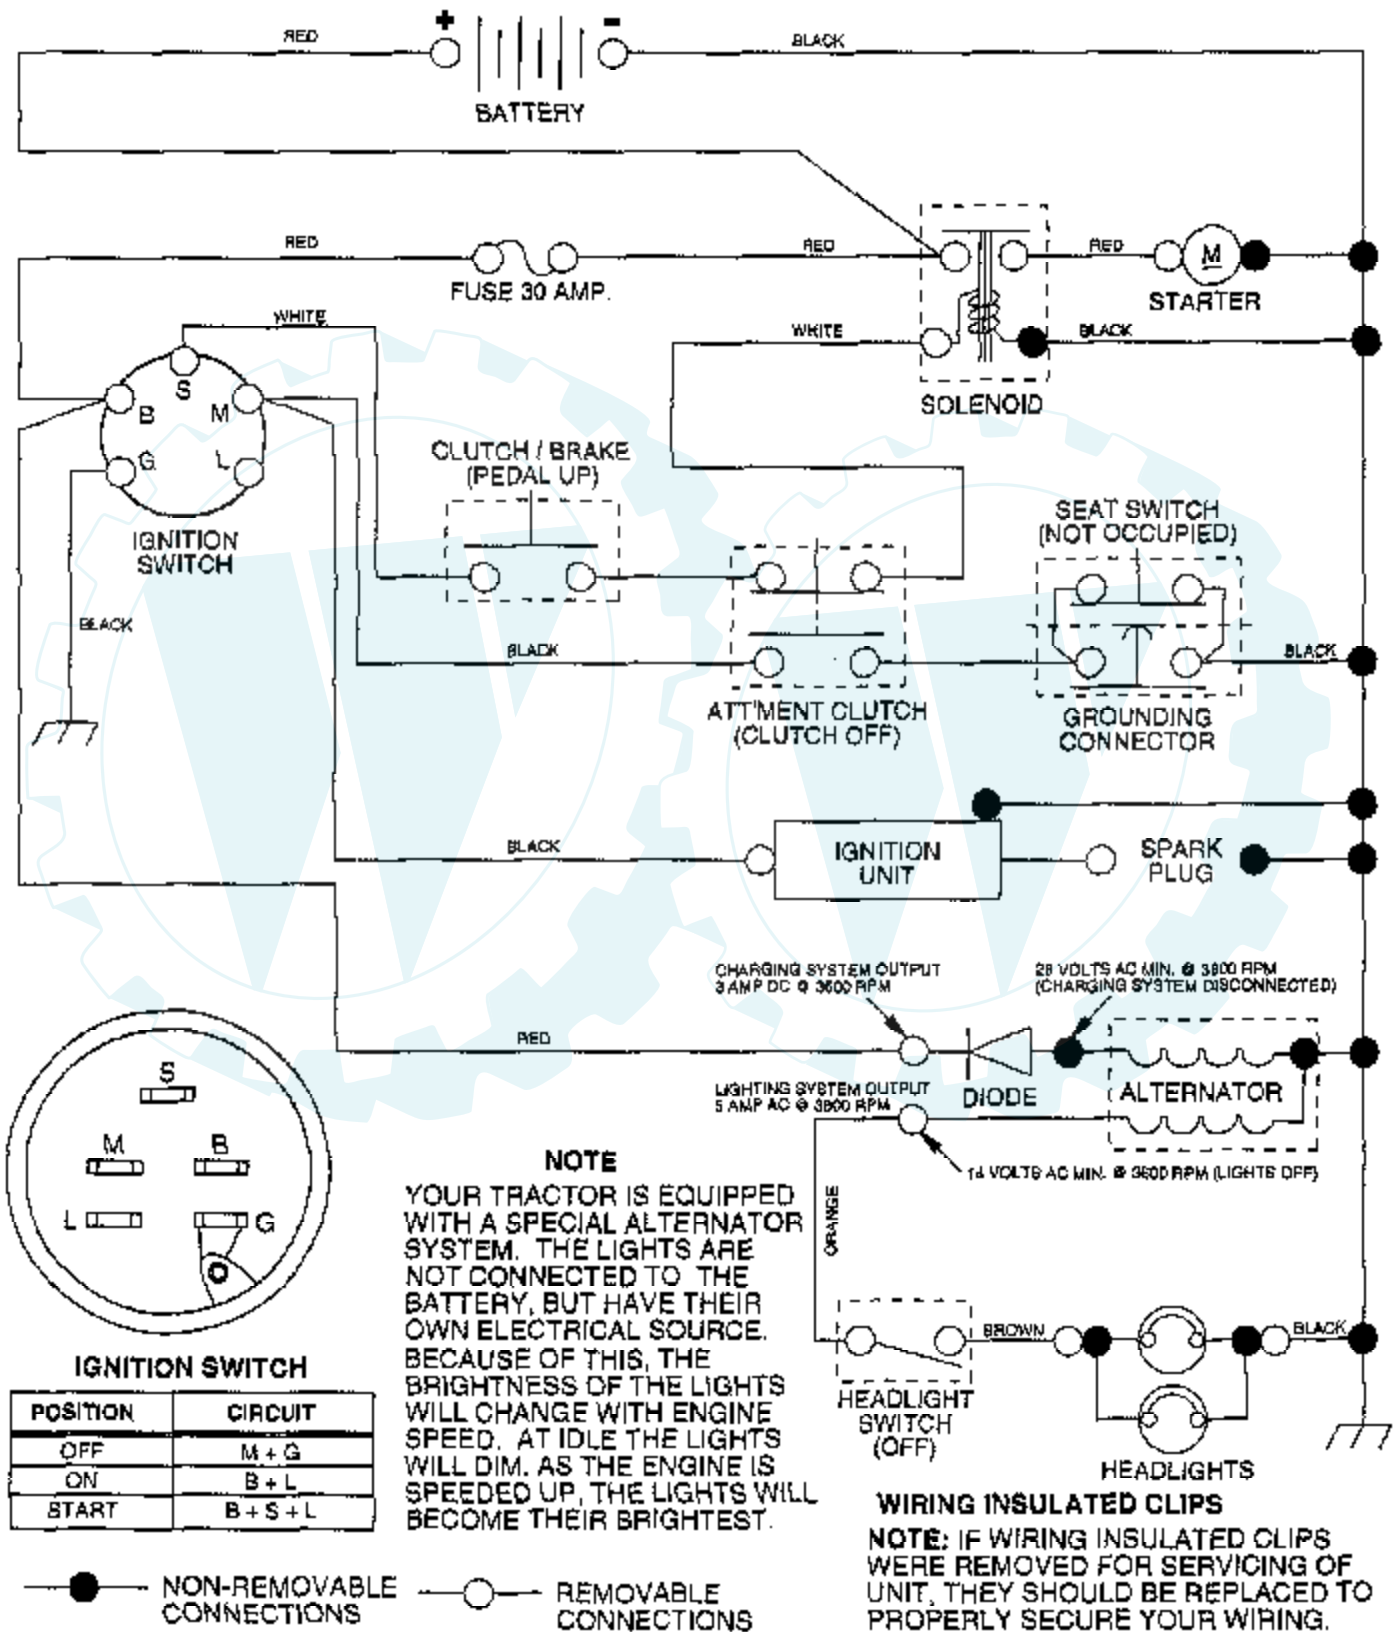 + -
RED
BLACK
BATTERY
RED
RED
RED
M
FUSE 30 AMP.
STARTER
WHITE
WHITE
BLACK
S
B
M
SOLENOID
G
L
CLUTCH / BRAKE
(PEDAL UP)
SEAT SWITCH
(NOT OCCUPIED)
IGNITION
SWITCH
BLACK
BLACK
BLACK
ATT'MENT CLUTCH
(CLUTCH OFF)
GROUNDING
CONNECTOR
BLACK
IGNITION
UNIT
SPARK
PLUG
CHARGING SYSTEM OUTPUT
3 AMP DC @ 3600 RPM
28 VOLTS AC MIN. @ 3600 RPM
(CHARGING SYSTEM DISCONNECTED)
RED
DIODE
ALTERNATOR
LIGHTING SYSTEM OUTPUT
5 AMP AC @ 3600 RPM
14 VOLTS AC MIN. @ 3600 RPM (LIGHTS OFF)
S
M
B
L
G
ORANGE
NOTE
YOUR TRACTOR IS EQUIPPED
WITH A SPECIAL ALTERNATOR
SYSTEM. THE LIGHTS ARE
NOT CONNECTED TO THE
BATTERY, BUT HAVE THEIR
OWN ELECTRICAL SOURCE.
BECAUSE OF THIS, THE
BRIGHTNESS OF THE LIGHTS
WILL CHANGE WITH ENGINE
SPEED. AT IDLE THE LIGHTS
WILL DIM. AS THE ENGINE IS
SPEEDED UP, THE LIGHTS WILL
BECOME THEIR BRIGHTEST.
BROWN
BLACK
HEADLIGHT
SWITCH
(OFF)
HEADLIGHTS
IGNITION SWITCH
POSITION CIRCUIT
OFF M + G
ON B + L
START B + S + L
WIRING INSULATED CLIPS
NOTE: IF WIRING INSULATED CLIPS
WERE REMOVED FOR SERVICING OF
UNIT, THEY SHOULD BE REPLACED TO
PROPERLY SECURE YOUR WIRING.
NON-REMOVABLE
CONNECTIONS
REMOVABLE
CONNECTIONS